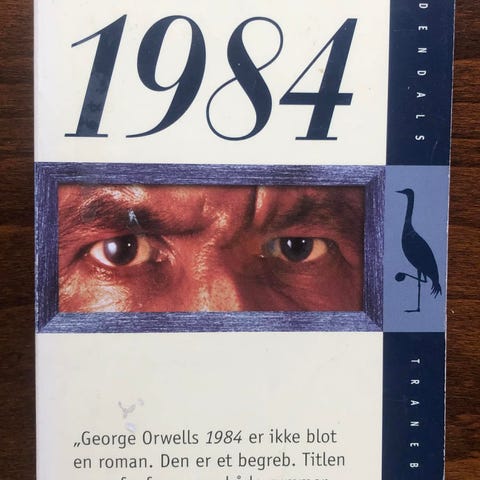 1984
DENDALS
TRANEB
„George Orwells 1984 er ikke blot
en roman. Den er et begreb. Titlen